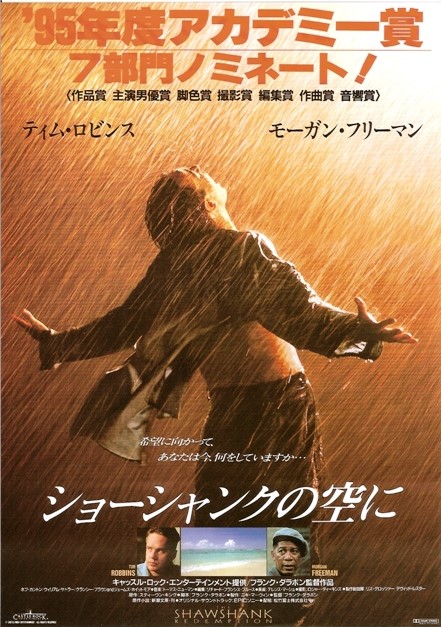 '95年度アカデミー賞
7部門ノミネート!
〈作品賞 主演男優賞 脚色賞 撮影賞 編集賞 作曲賞 音響賞〉
ティム・ロビンス
モーガン・フリーマン
希望に向かって、
あなたは今、何をしていますか…
ショーシャンクの空に
TIM
ROBBINS
MORGAN
FREEMAN
キャッスル・ロック・エンターテインメント提供/フランク・ダラボン監督作品
CASTLE ROCK
SHAWSHANK
REDEMPTION